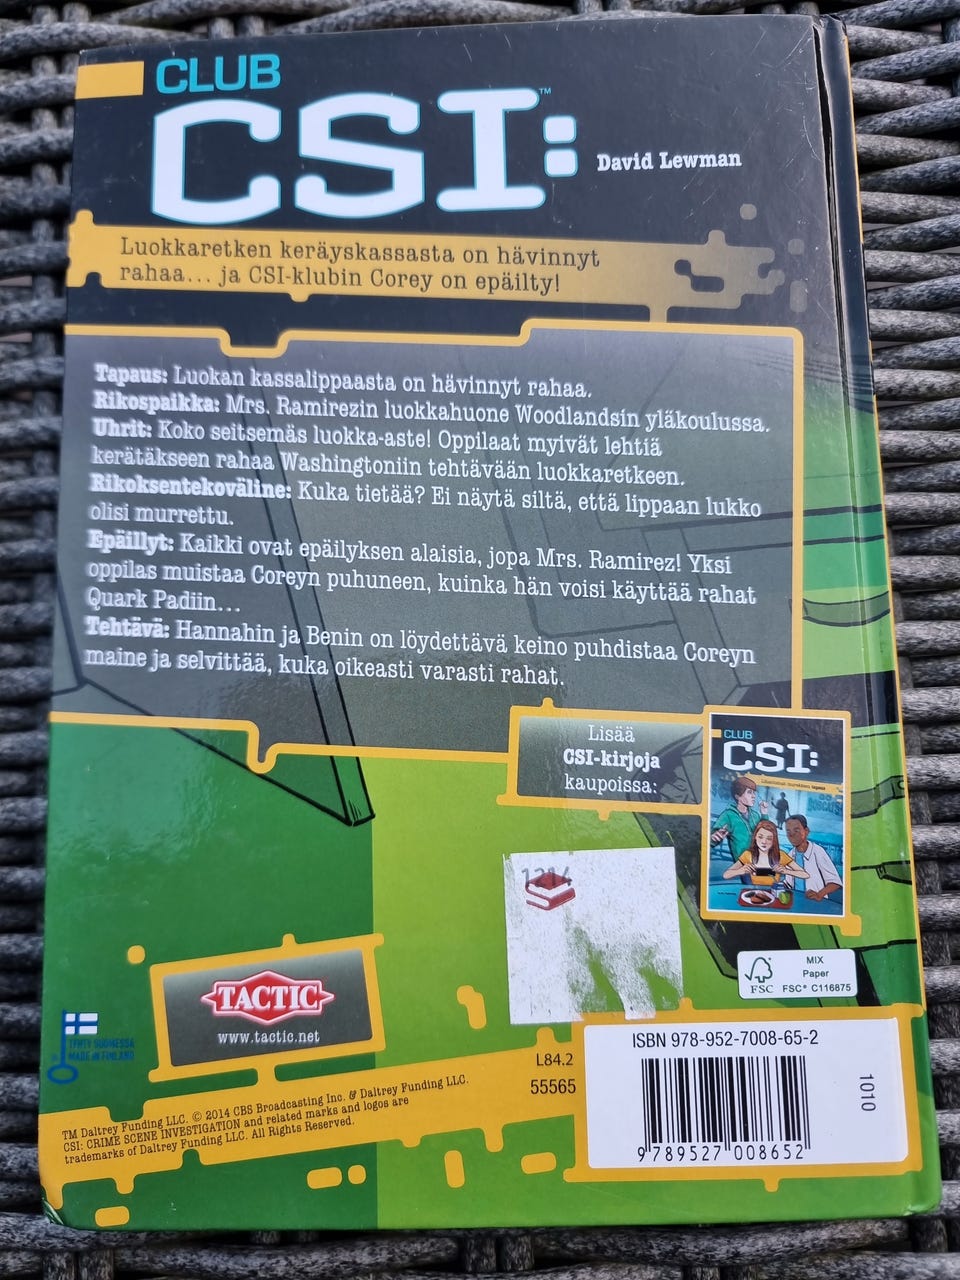 CLUB
CSI:™
David Lewman
Luokkaretken keräyskassasta on hävinnyt
rahaa... ja CSI-klubin Corey on epäilty!
Tapaus: Luokan kassalippaasta on hävinnyt rahaa.
Rikospaikka: Mrs. Ramirezin luokkahuone Woodlandsin yläkoulussa.
Uhrit: Koko seitsemäs luokka-aste! Oppilaat myivät lehtiä
kerätäkseen rahaa Washingtoniin tehtävään luokkaretkeen.
Rikoksentekoväline: Kuka tietää? Ei näytä siltä, että lippaan lukko
olisi murrettu.
Epäillyt: Kaikki ovat epäilyksen alaisia, jopa Mrs. Ramirez! Yksi
oppilas muistaa Coreyn puhuneen, kuinka hän voisi käyttää rahat
Quark Padiin...
Tehtävä: Hannahin ja Benin on löydettävä keino puhdistaa Coreyn
maine ja selvittää, kuka oikeasti varasti rahat.
Lisää
CSI-kirjoja
kaupoissa:
CLUB
CSI:
TACTIC
www.tactic.net
TEHTY SUOMESSA
MADE IN FINLAND
FSC
MIX
Paper
FSC® C116875
L84.2
55565
ISBN 978-952-7008-65-2
1010
9 789527 008652
TM Daltrey Funding LLC. © 2014 CBS Broadcasting Inc. & Daltrey Funding LLC.
CSI: CRIME SCENE INVESTIGATION and related marks and logos are
trademarks of Daltrey Funding LLC. All Rights Reserved.